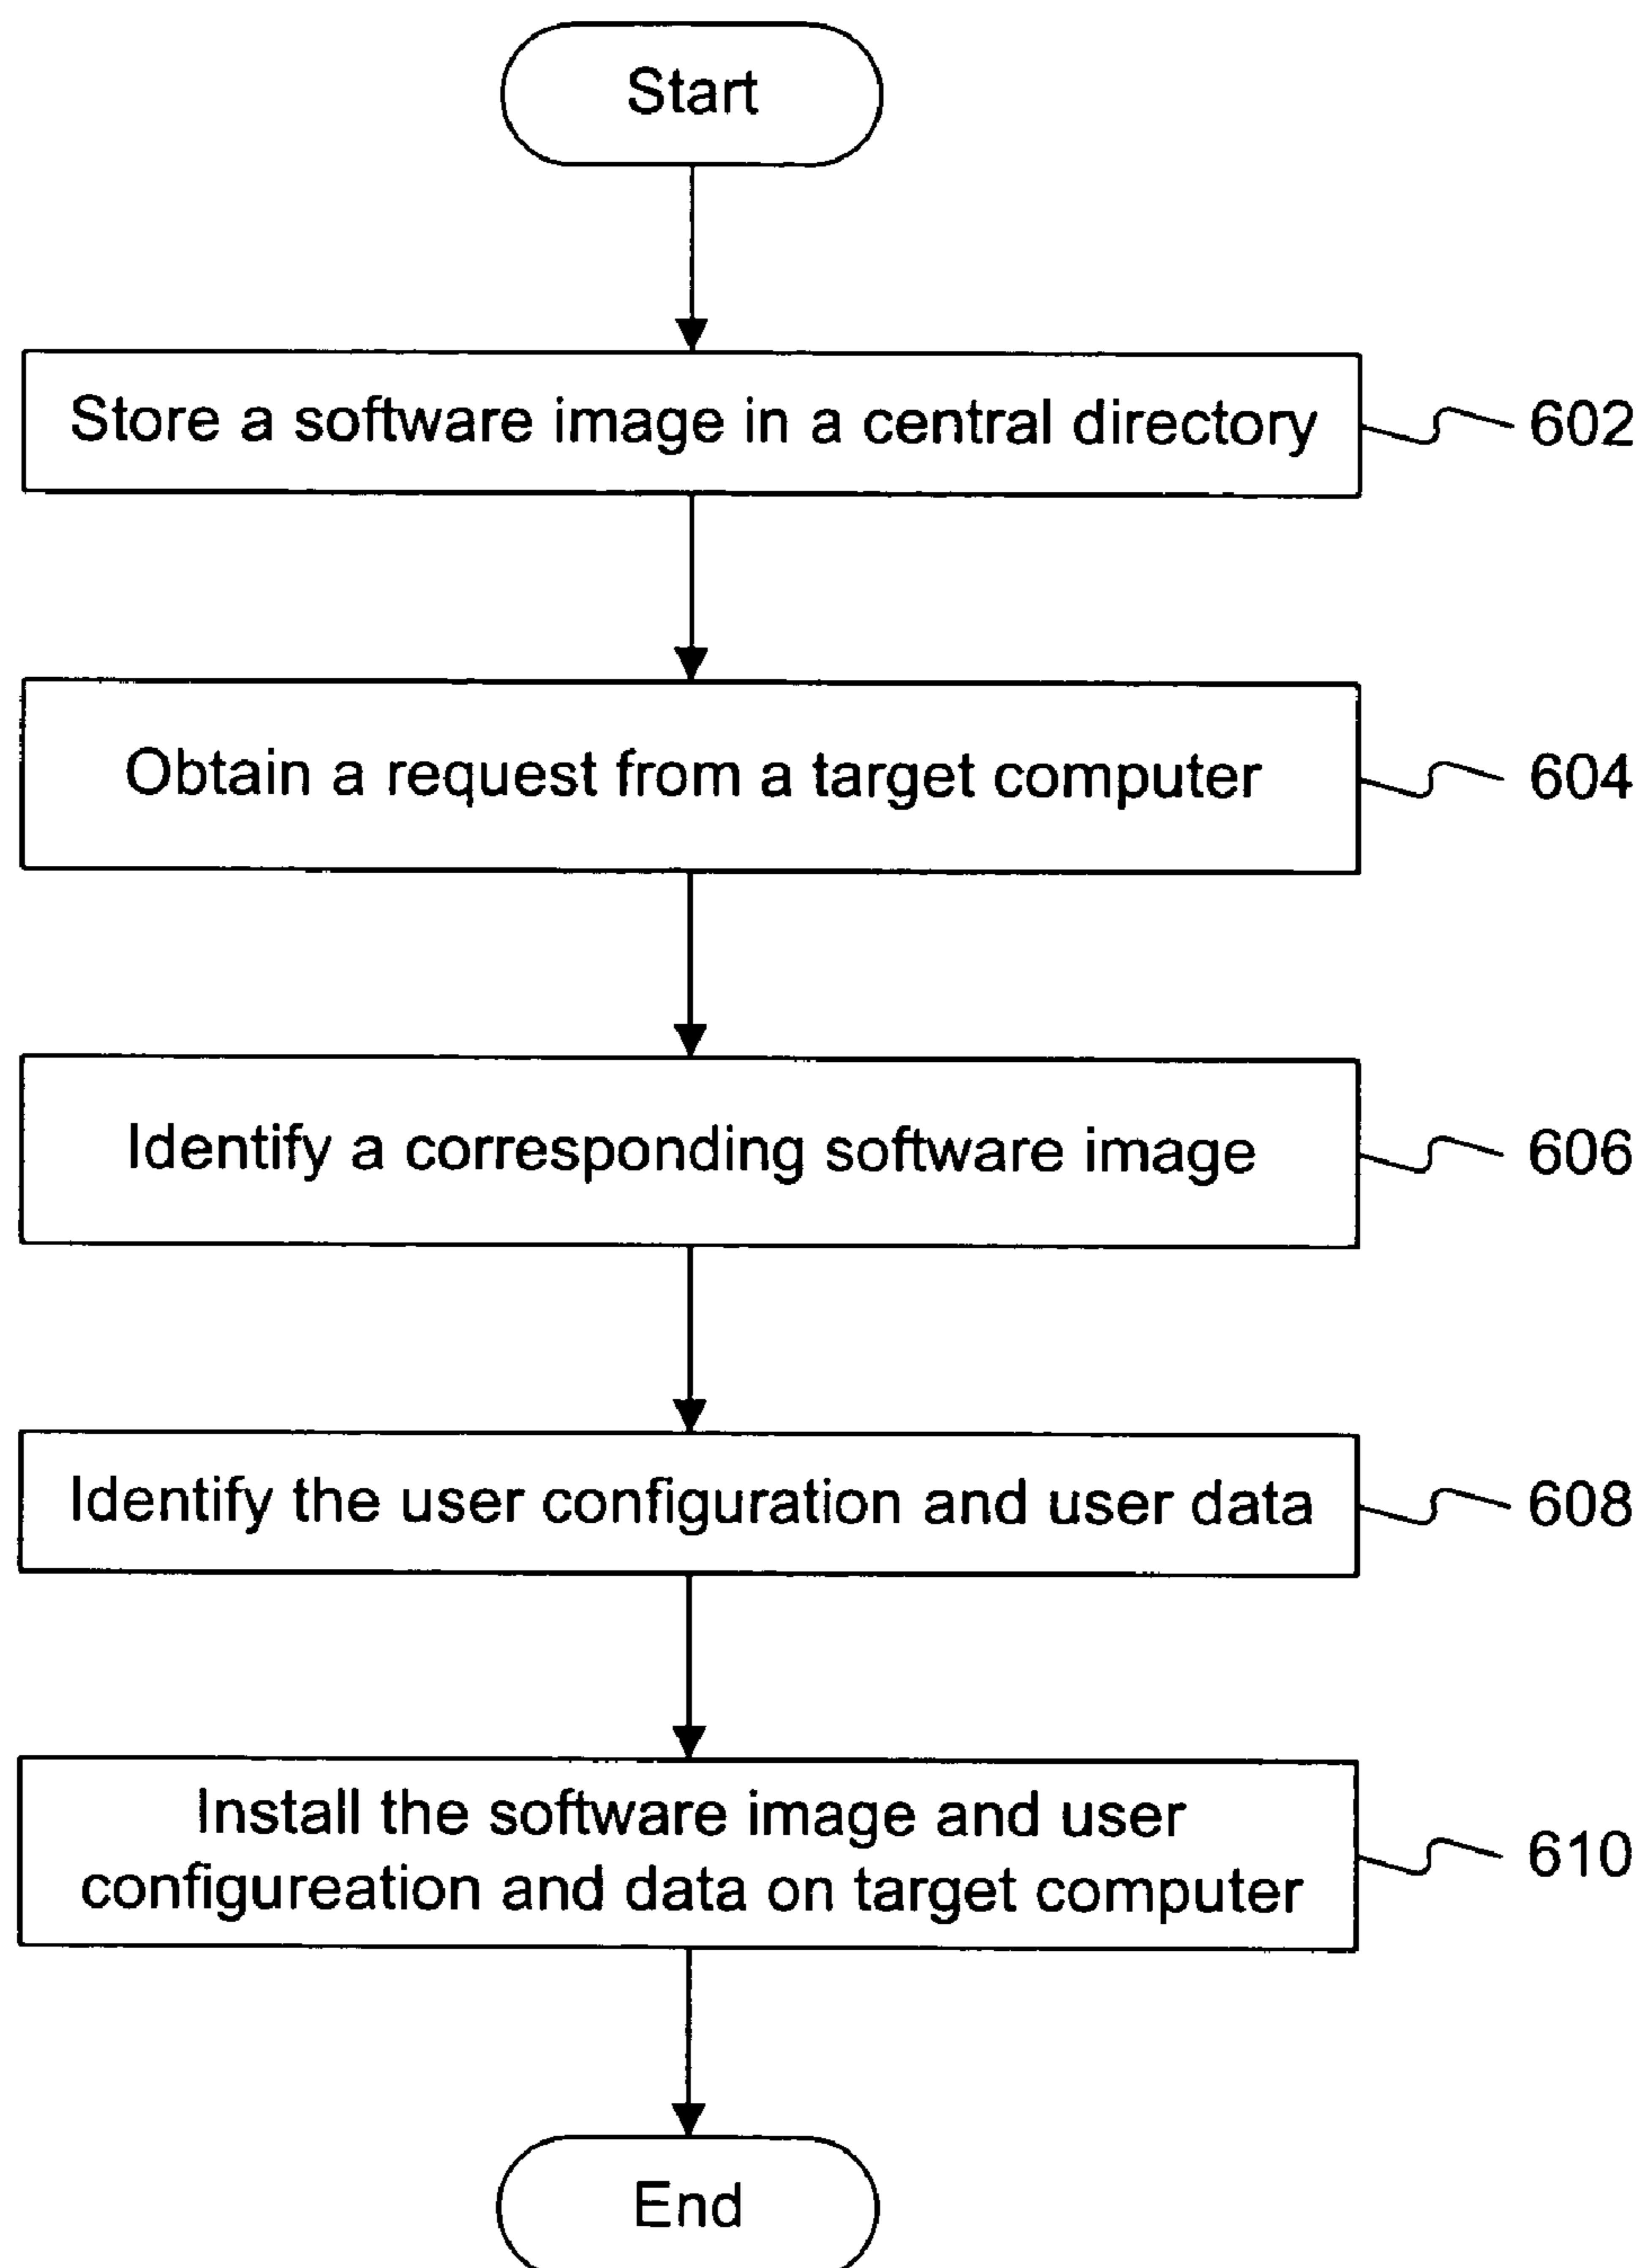 Start
Store a software image in a central directory
602
Obtain a request from a target computer
604
Identify a corresponding software image
606
Identify the user configuration and user data
608
Install the software image and user
configureation and data on target computer
610
End